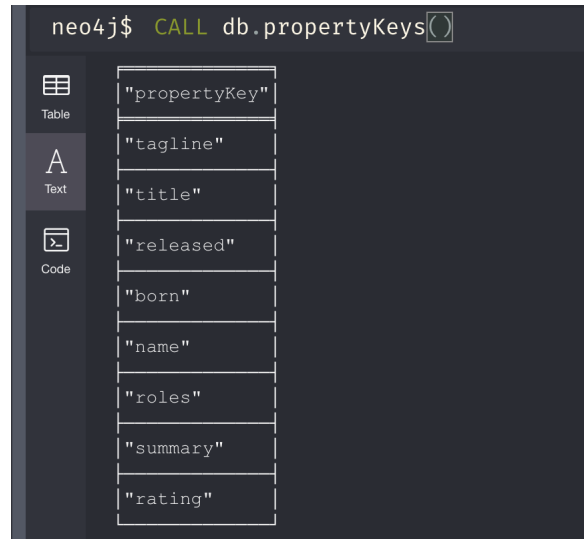 neo4j$ CALL db.propertyKeys()
Table
Text
Code
"propertyKey"
"tagline"
"title"
"released"
"born"
"name"
"roles"
"summary"
"rating"